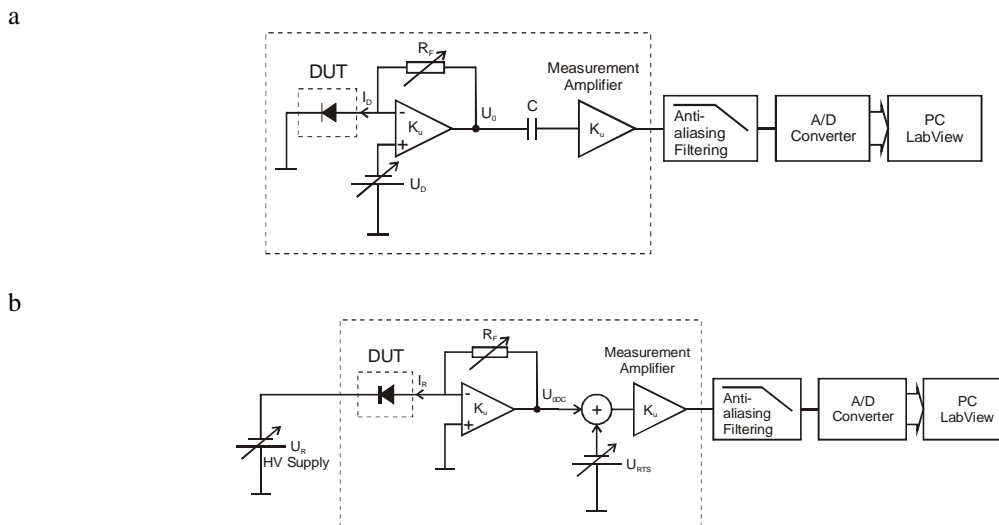 a
R_F
DUT
I_D
-
K_u
+
U_0
U_D
C
Measurement
Amplifier
K_u
Anti-
aliasing
Filtering
A/D
Converter
PC
LabView
b
R_F
DUT
I_R
-
K_u
+
U_0DC
U_R
HV Supply
+
U_RTS
Measurement
Amplifier
K_u
Anti-
aliasing
Filtering
A/D
Converter
PC
LabView